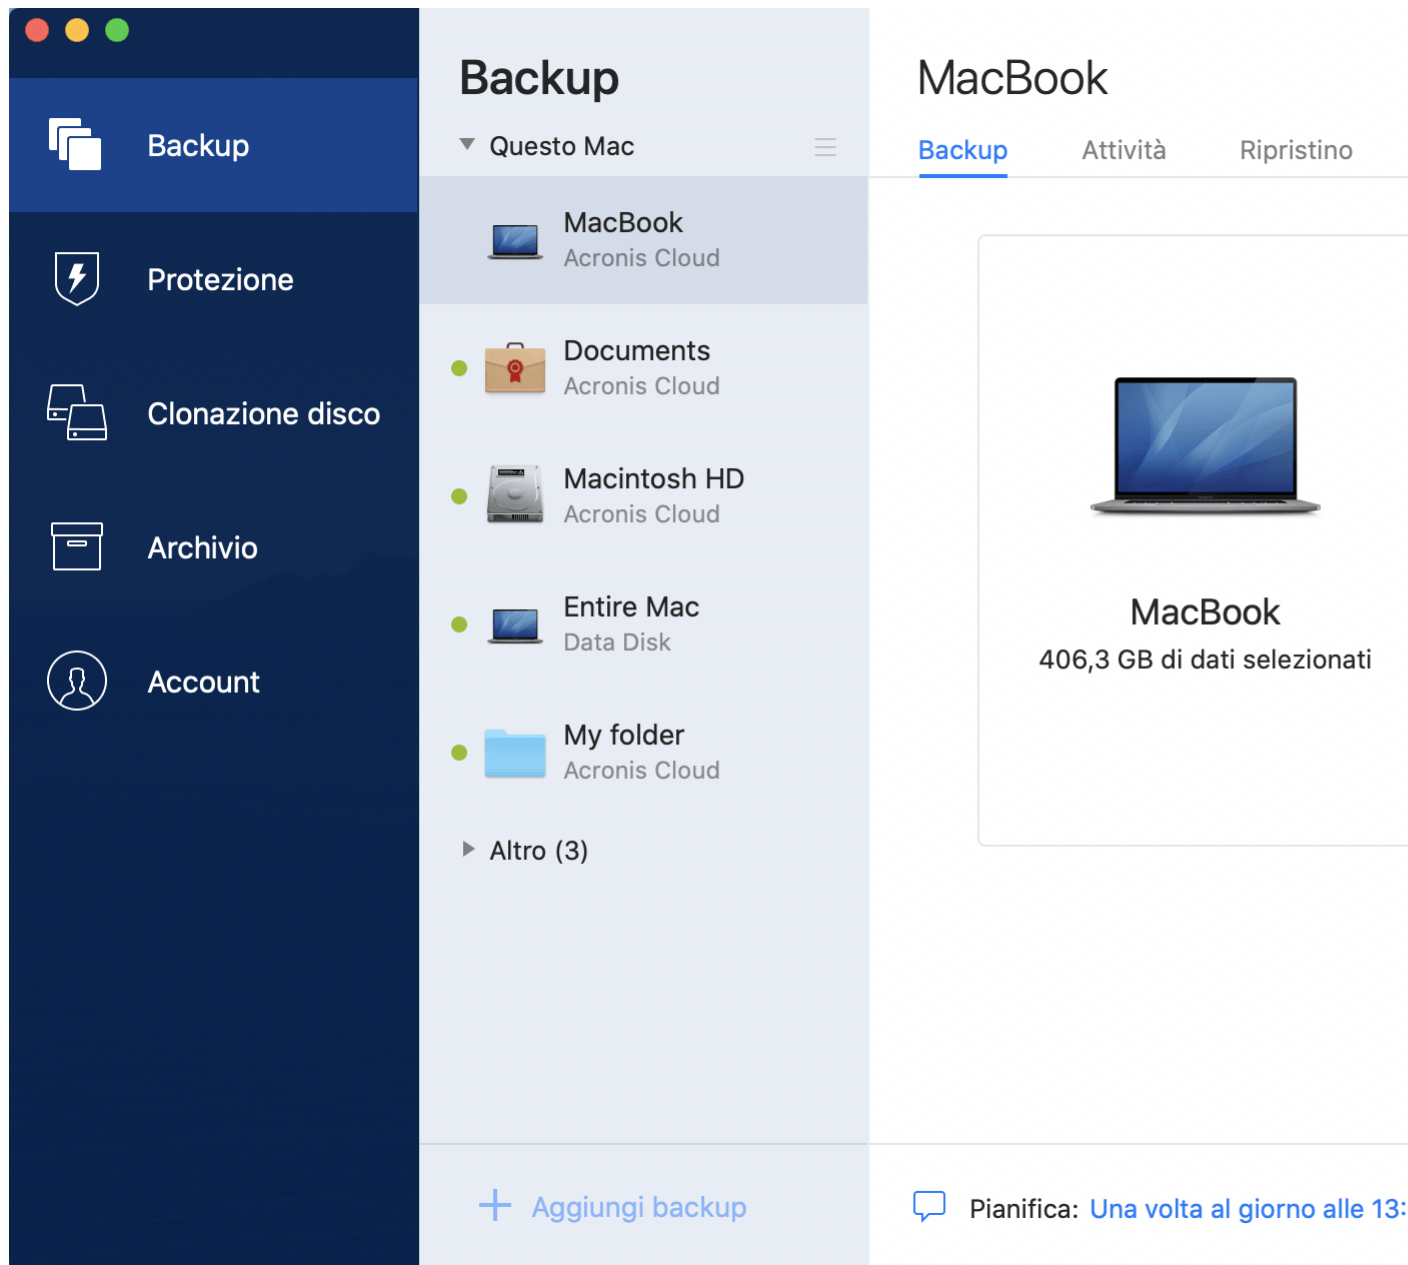 Backup
Protezione
Clonazione disco
Archivio
Account
Backup
Questo Mac
MacBook
Acronis Cloud
Documents
Acronis Cloud
Macintosh HD
Acronis Cloud
Entire Mac
Data Disk
My folder
Acronis Cloud
Altro (3)
Aggiungi backup
MacBook
Backup Attività Ripristino
MacBook
406,3 GB di dati selezionati
Pianifica: Una volta al giorno alle 13: